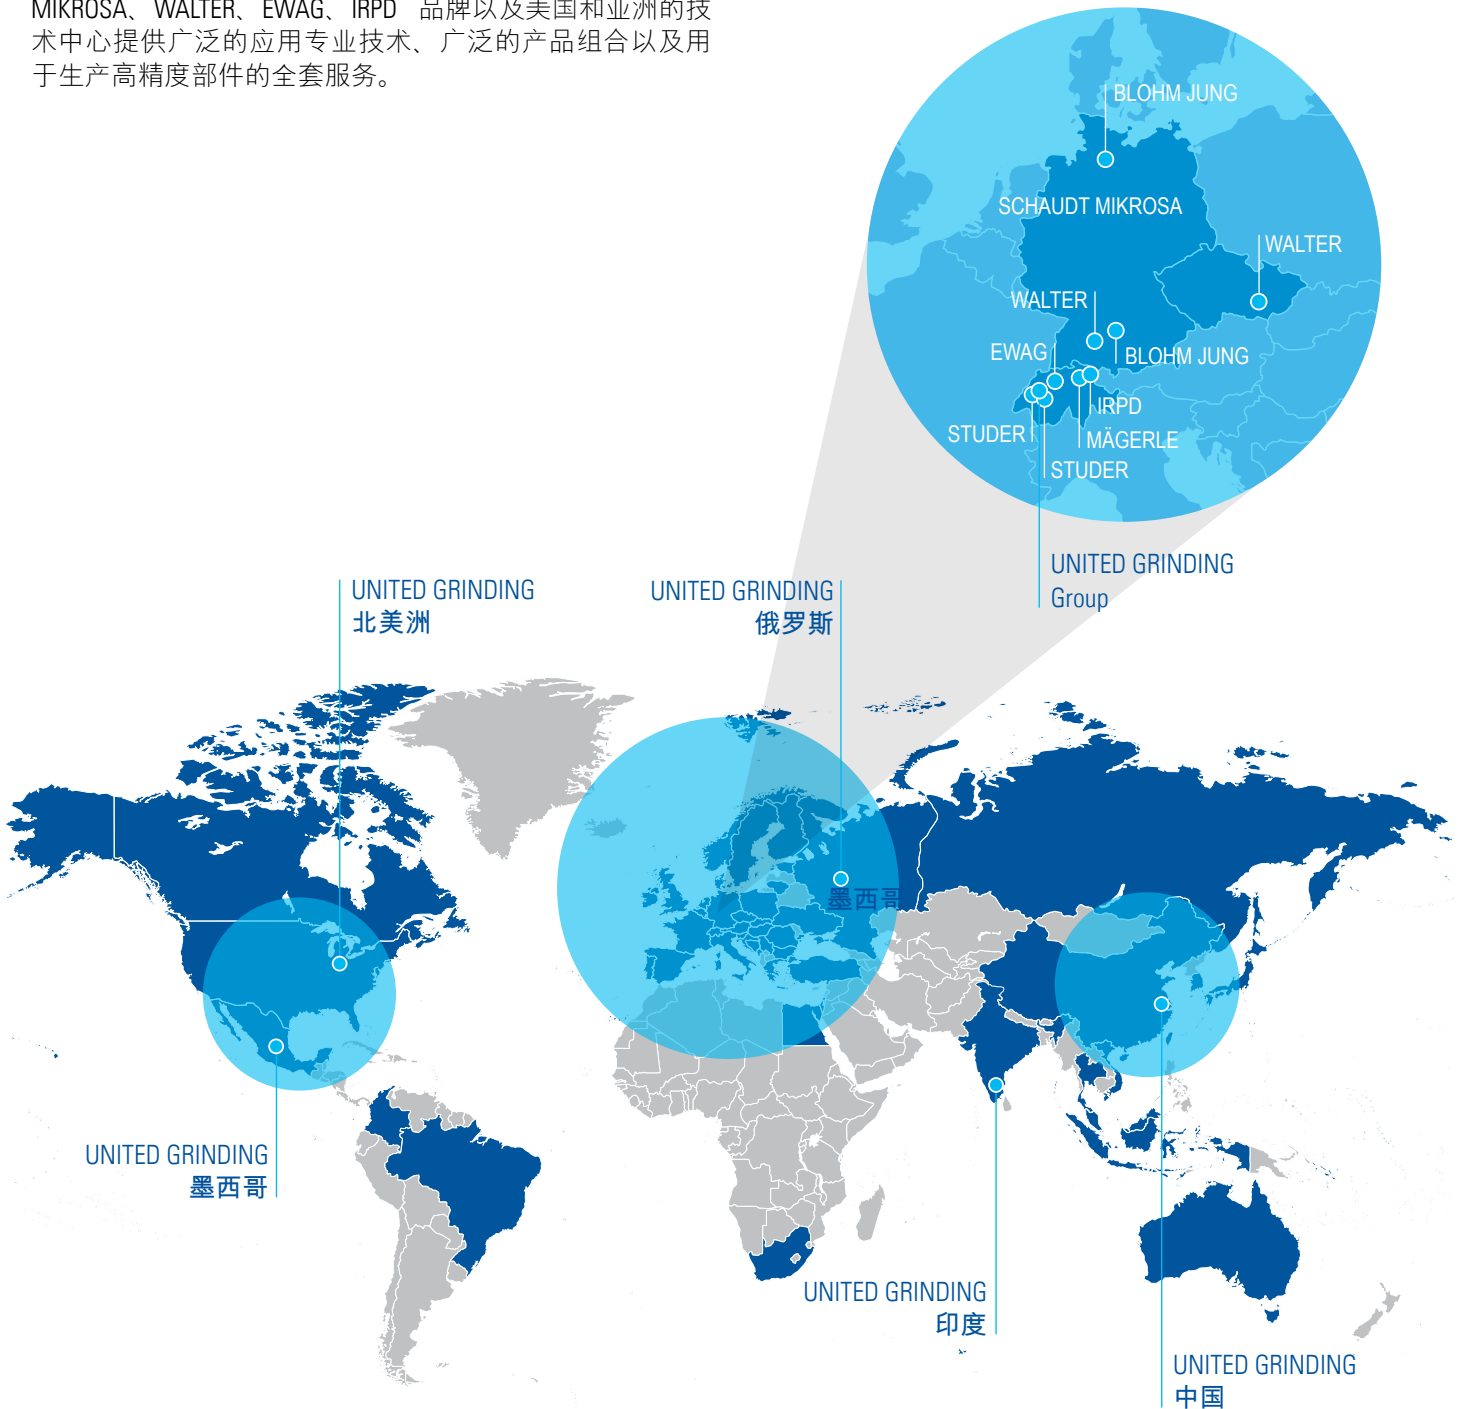 MIKROSA、WALTER、EWAG、IRPD 品牌以及美国和亚洲的技
术中心提供广泛的应用专业技术、广泛的产品组合以及用
于生产高精度部件的全套服务。
BLOHM JUNG
SCHAUDT MIKROSA
WALTER
WALTER
EWAG
BLOHM JUNG
IRPD
STUDER
MÄGERLE
STUDER
UNITED GRINDING
Group
UNITED GRINDING
北美洲
UNITED GRINDING
俄罗斯
墨西哥
UNITED GRINDING
墨西哥
UNITED GRINDING
印度
UNITED GRINDING
中国